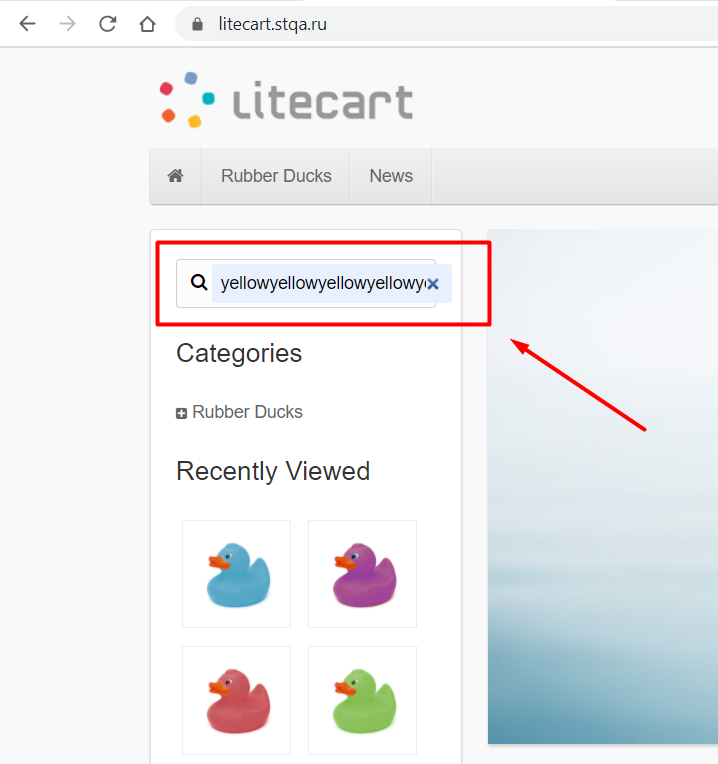 litecart.stqa.ru
litecart
Rubber Ducks News
yellowyellowyellowyellowy
Categories
Rubber Ducks
Recently Viewed